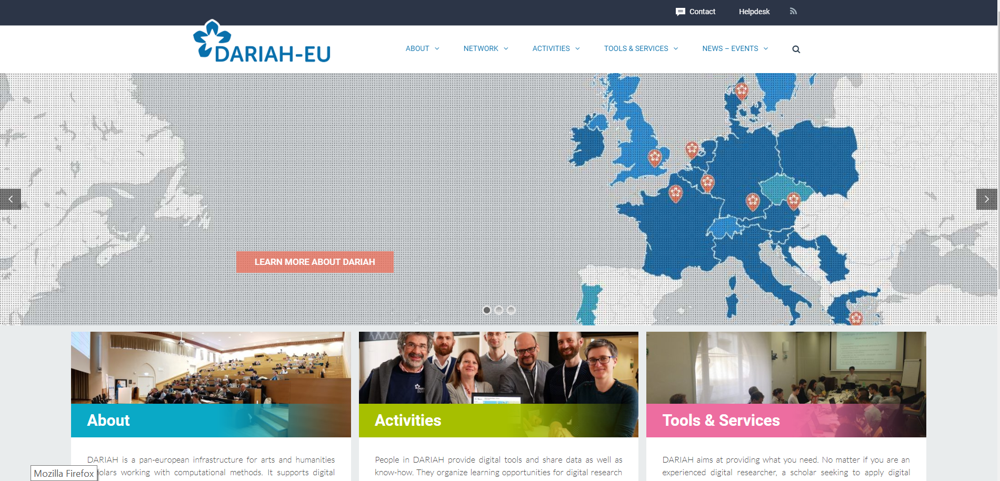 Contact Helpdesk
DARIAH-EU
ABOUT NETWORK ACTIVITIES TOOLS & SERVICES NEWS – EVENTS
LEARN MORE ABOUT DARIAH
About
DARIAH is a pan-european infrastructure for arts and humanities
olars working with computational methods. It supports digital
Activities
People in DARIAH provide digital tools and share data as well as
know-how. They organize learning opportunities for digital research
Tools & Services
DARIAH aims at providing what you need. No matter if you are an
experienced digital researcher, a scholar seeking to apply digital
Mozilla Firefox